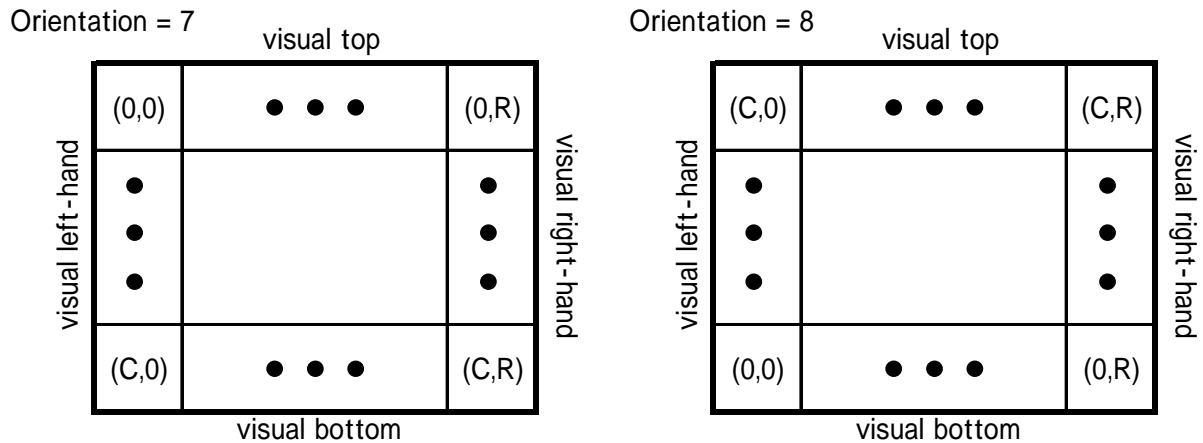 Orientation = 7
visual top
(0,0) ● ● ● (0,R)
visual left-hand
visual right-hand
(C,0) ● ● ● (C,R)
visual bottom
Orientation = 8
visual top
(C,0) ● ● ● (C,R)
visual left-hand
visual right-hand
(0,0) ● ● ● (0,R)
visual bottom